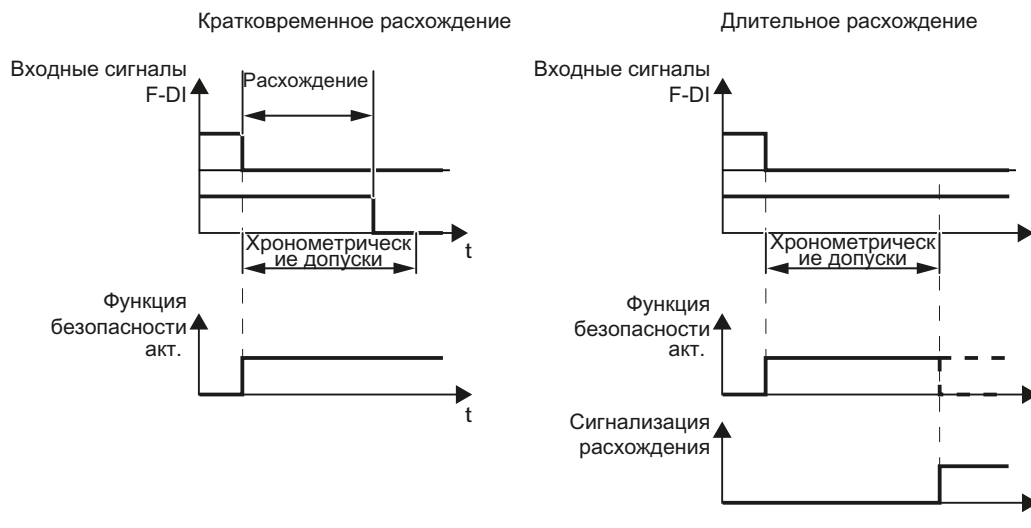 Кратковременное расхождение
Входные сигналы
F-DI
Расхождение
Хронометрическ
ие допуски
t
Функция
безопасности
акт.
t
Длительное расхождение
Входные сигналы
F-DI
Хронометрическ
ие допуски
Функция
безопасности
акт.
Сигнализация
расхождения